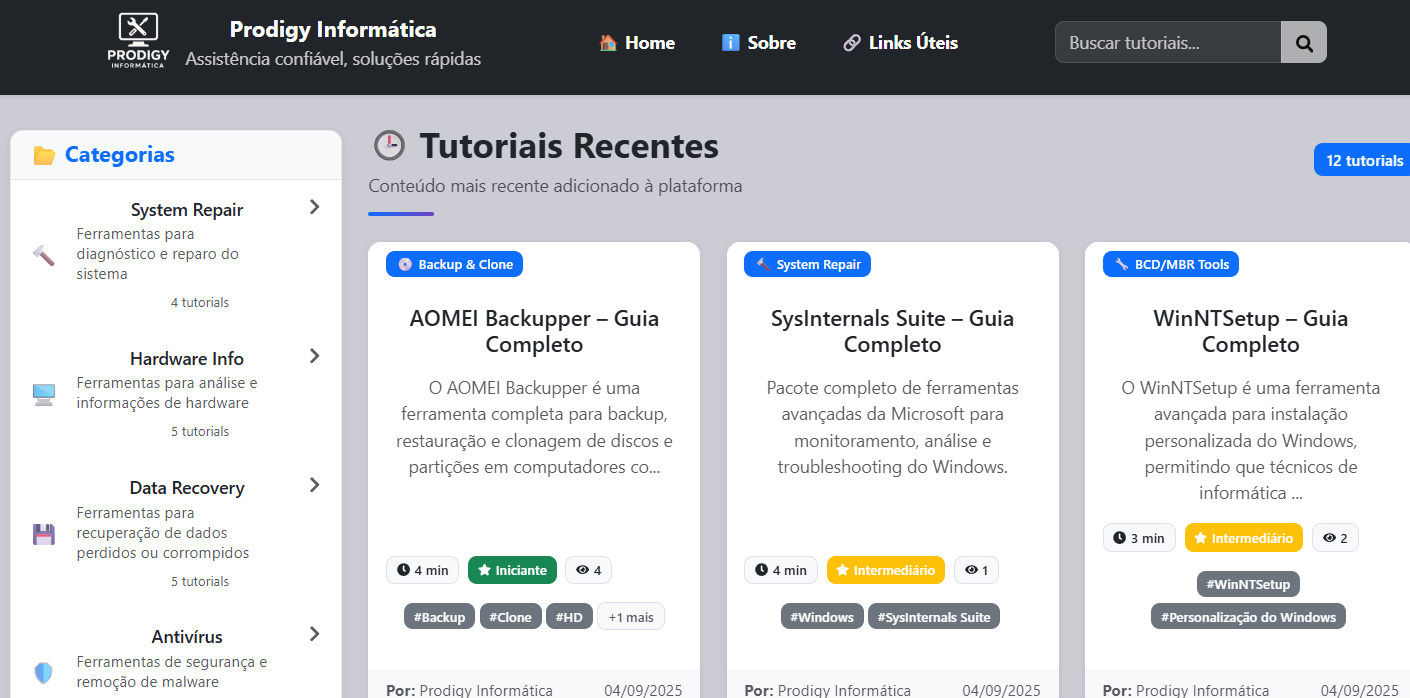 PRODIGY
INFORMÁTICA
Prodigy Informática
Assistência confiável, soluções rápidas
Home
Sobre
Links Úteis
Buscar tutoriais...
Categorias
System Repair
Ferramentas para
diagnóstico e reparo do
sistema
4 tutorials
Hardware Info
Ferramentas para análise e
informações de hardware
5 tutorials
Data Recovery
Ferramentas para
recuperação de dados
perdidos ou corrompidos
5 tutorials
Antivírus
Ferramentas de segurança e
remoção de malware
Tutoriais Recentes
12 tutorials
Conteúdo mais recente adicionado à plataforma
Backup & Clone
AOMEI Backupper – Guia
Completo
O AOMEI Backupper é uma
ferramenta completa para backup,
restauração e clonagem de discos e
partições em computadores co...
4 min Iniciante 4
#Backup #Clone #HD +1 mais
Por: Prodigy Informática 04/09/2025
System Repair
SysInternals Suite – Guia
Completo
Pacote completo de ferramentas
avançadas da Microsoft para
monitoramento, análise e
troubleshooting do Windows.
4 min Intermediário 1
#Windows #SysInternals Suite
Por: Prodigy Informática 04/09/2025
BCD/MBR Tools
WinNTSetup – Guia
Completo
O WinNTSetup é uma ferramenta
avançada para instalação
personalizada do Windows,
permitindo que técnicos de
informática ...
3 min Intermediário 2
#WinNTSetup
#Personalização do Windows
Por: Prodigy Informática 04/09/2025